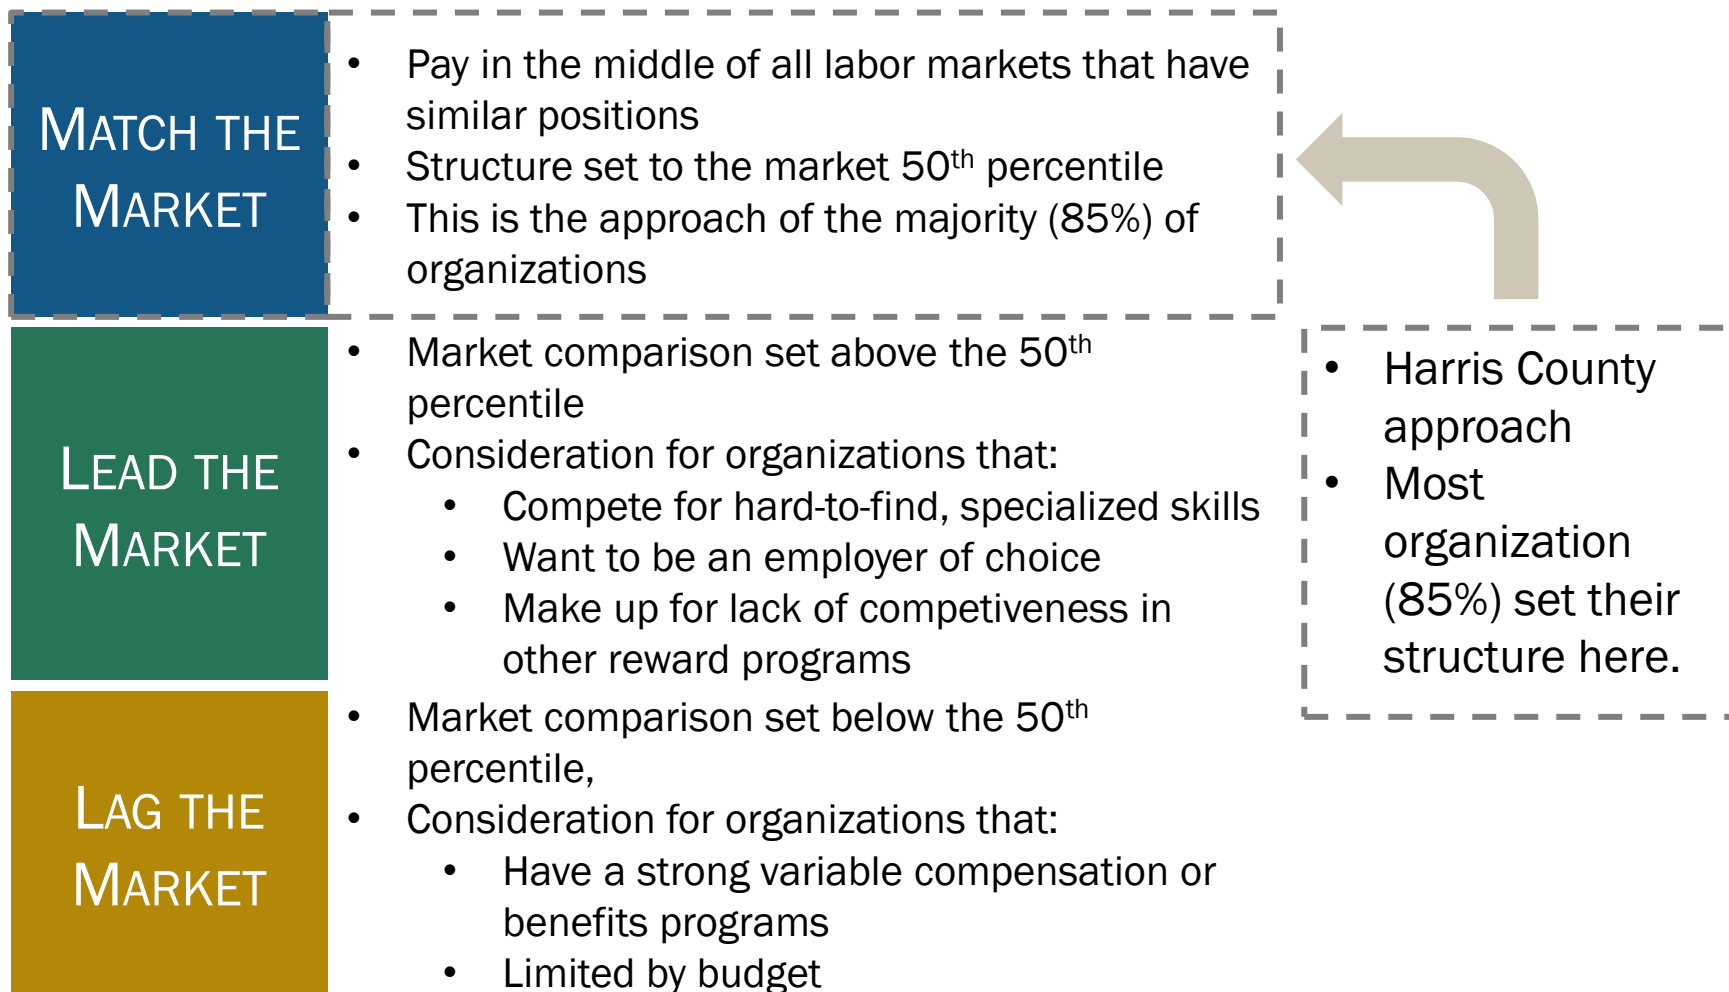 MATCH THE
MARKET
• Pay in the middle of all labor markets that have
similar positions
• Structure set to the market 50th percentile
• This is the approach of the majority (85%) of
organizations
LEAD THE
MARKET
• Market comparison set above the 50th
percentile
• Consideration for organizations that:
• Compete for hard-to-find, specialized skills
• Want to be an employer of choice
• Make up for lack of competiveness in
other reward programs
LAG THE
MARKET
• Market comparison set below the 50th
percentile,
• Consideration for organizations that:
• Have a strong variable compensation or
benefits programs
• Limited by budget
• Harris County
approach
• Most
organization
(85%) set their
structure here.